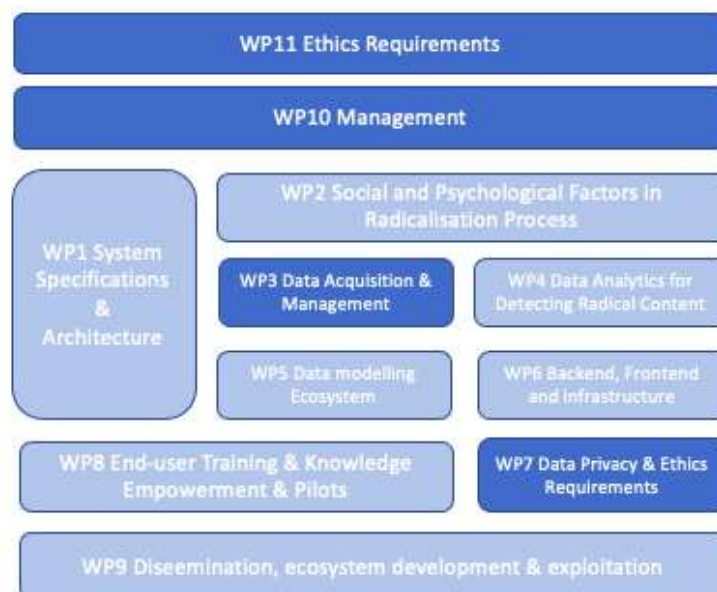 WP11 Ethics Requirements
WP10 Management
WP1 System
Specifications
&
Architecture
WP2 Social and Psychological Factors in
Radicalisation Process
WP3 Data Acquisition &
Management
WP4 Data Analytics for
Detecting Radical Content
WP5 Data modelling
Ecosystem
WP6 Backend, Frontend
and Infrastructure
WP8 End-user Training & Knowledge
Empowerment & Pilots
WP7 Data Privacy & Ethics
Requirements
WP9 Diseemination, ecosystem development & exploitation